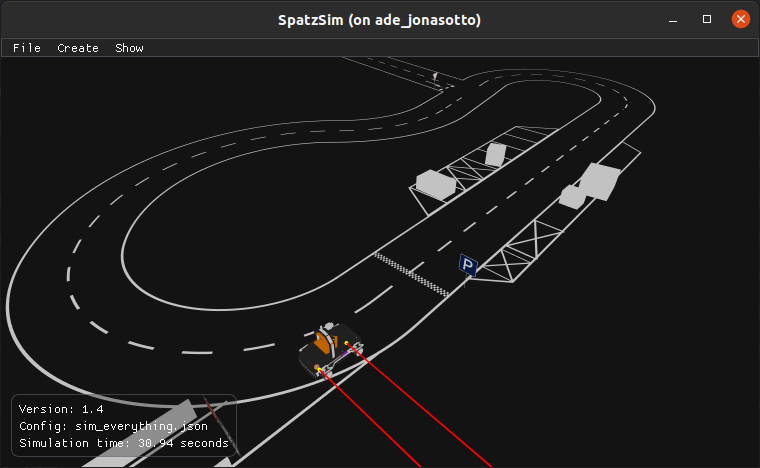 SpatzSim (on ade_jonasotto)
File Create Show
P
Version: 1.4
Config: sim_everything.json
Simulation time: 30.94 seconds